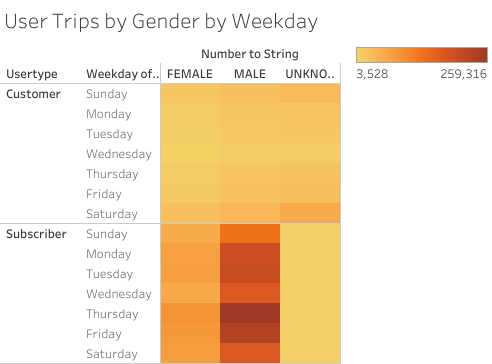 User Trips by Gender by Weekday
Number to String
Usertype Weekday of.. FEMALE MALE UNKNO..
3,528 259,316
Customer Sunday
Monday
Tuesday
Wednesday
Thursday
Friday
Saturday
Subscriber Sunday
Monday
Tuesday
Wednesday
Thursday
Friday
Saturday